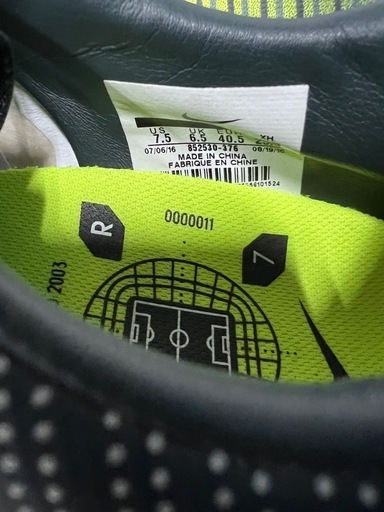 US UK EUR
7.5 6.5 40.5
07/06/16 852530-376 08/19/16
MADE IN CHINA
FABRIQUE EN CHINE
0000011
R
7
2003